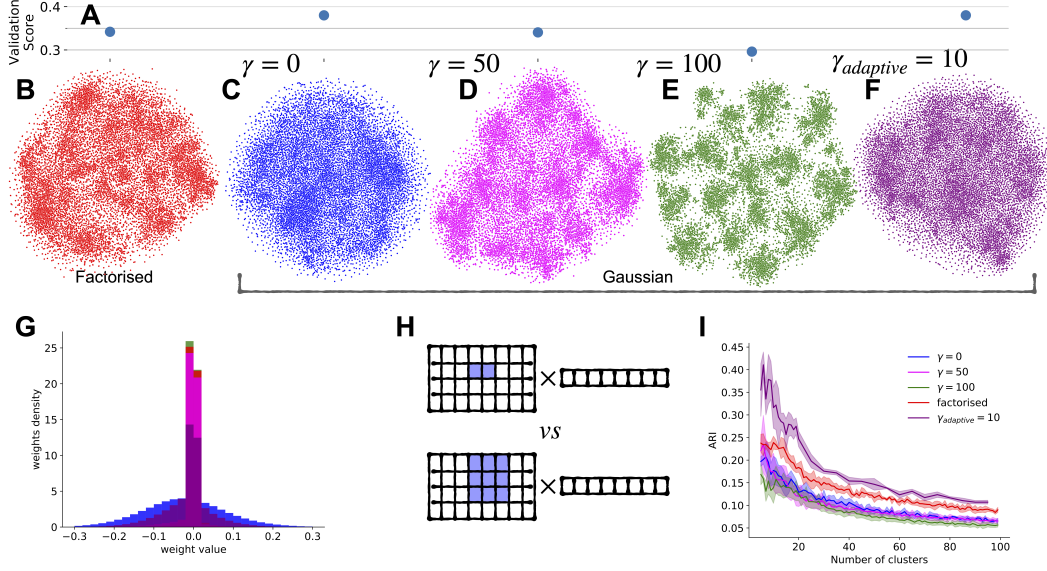 A
Validation
Score
0.4
0.3
γ = 0
γ = 50
γ = 100
γadaptive = 10
B
C
D
E
F
Factorised
Gaussian
G
weights density
25
20
15
10
5
0
−0.3
−0.2
−0.1
0.0
0.1
0.2
0.3
weight value
H
×
vs
×
I
ARI
0.45
0.40
0.35
0.30
0.25
0.20
0.15
0.10
0.05
γ = 0
γ = 50
γ = 100
factorised
γadaptive = 10
20
40
60
80
100
Number of clusters